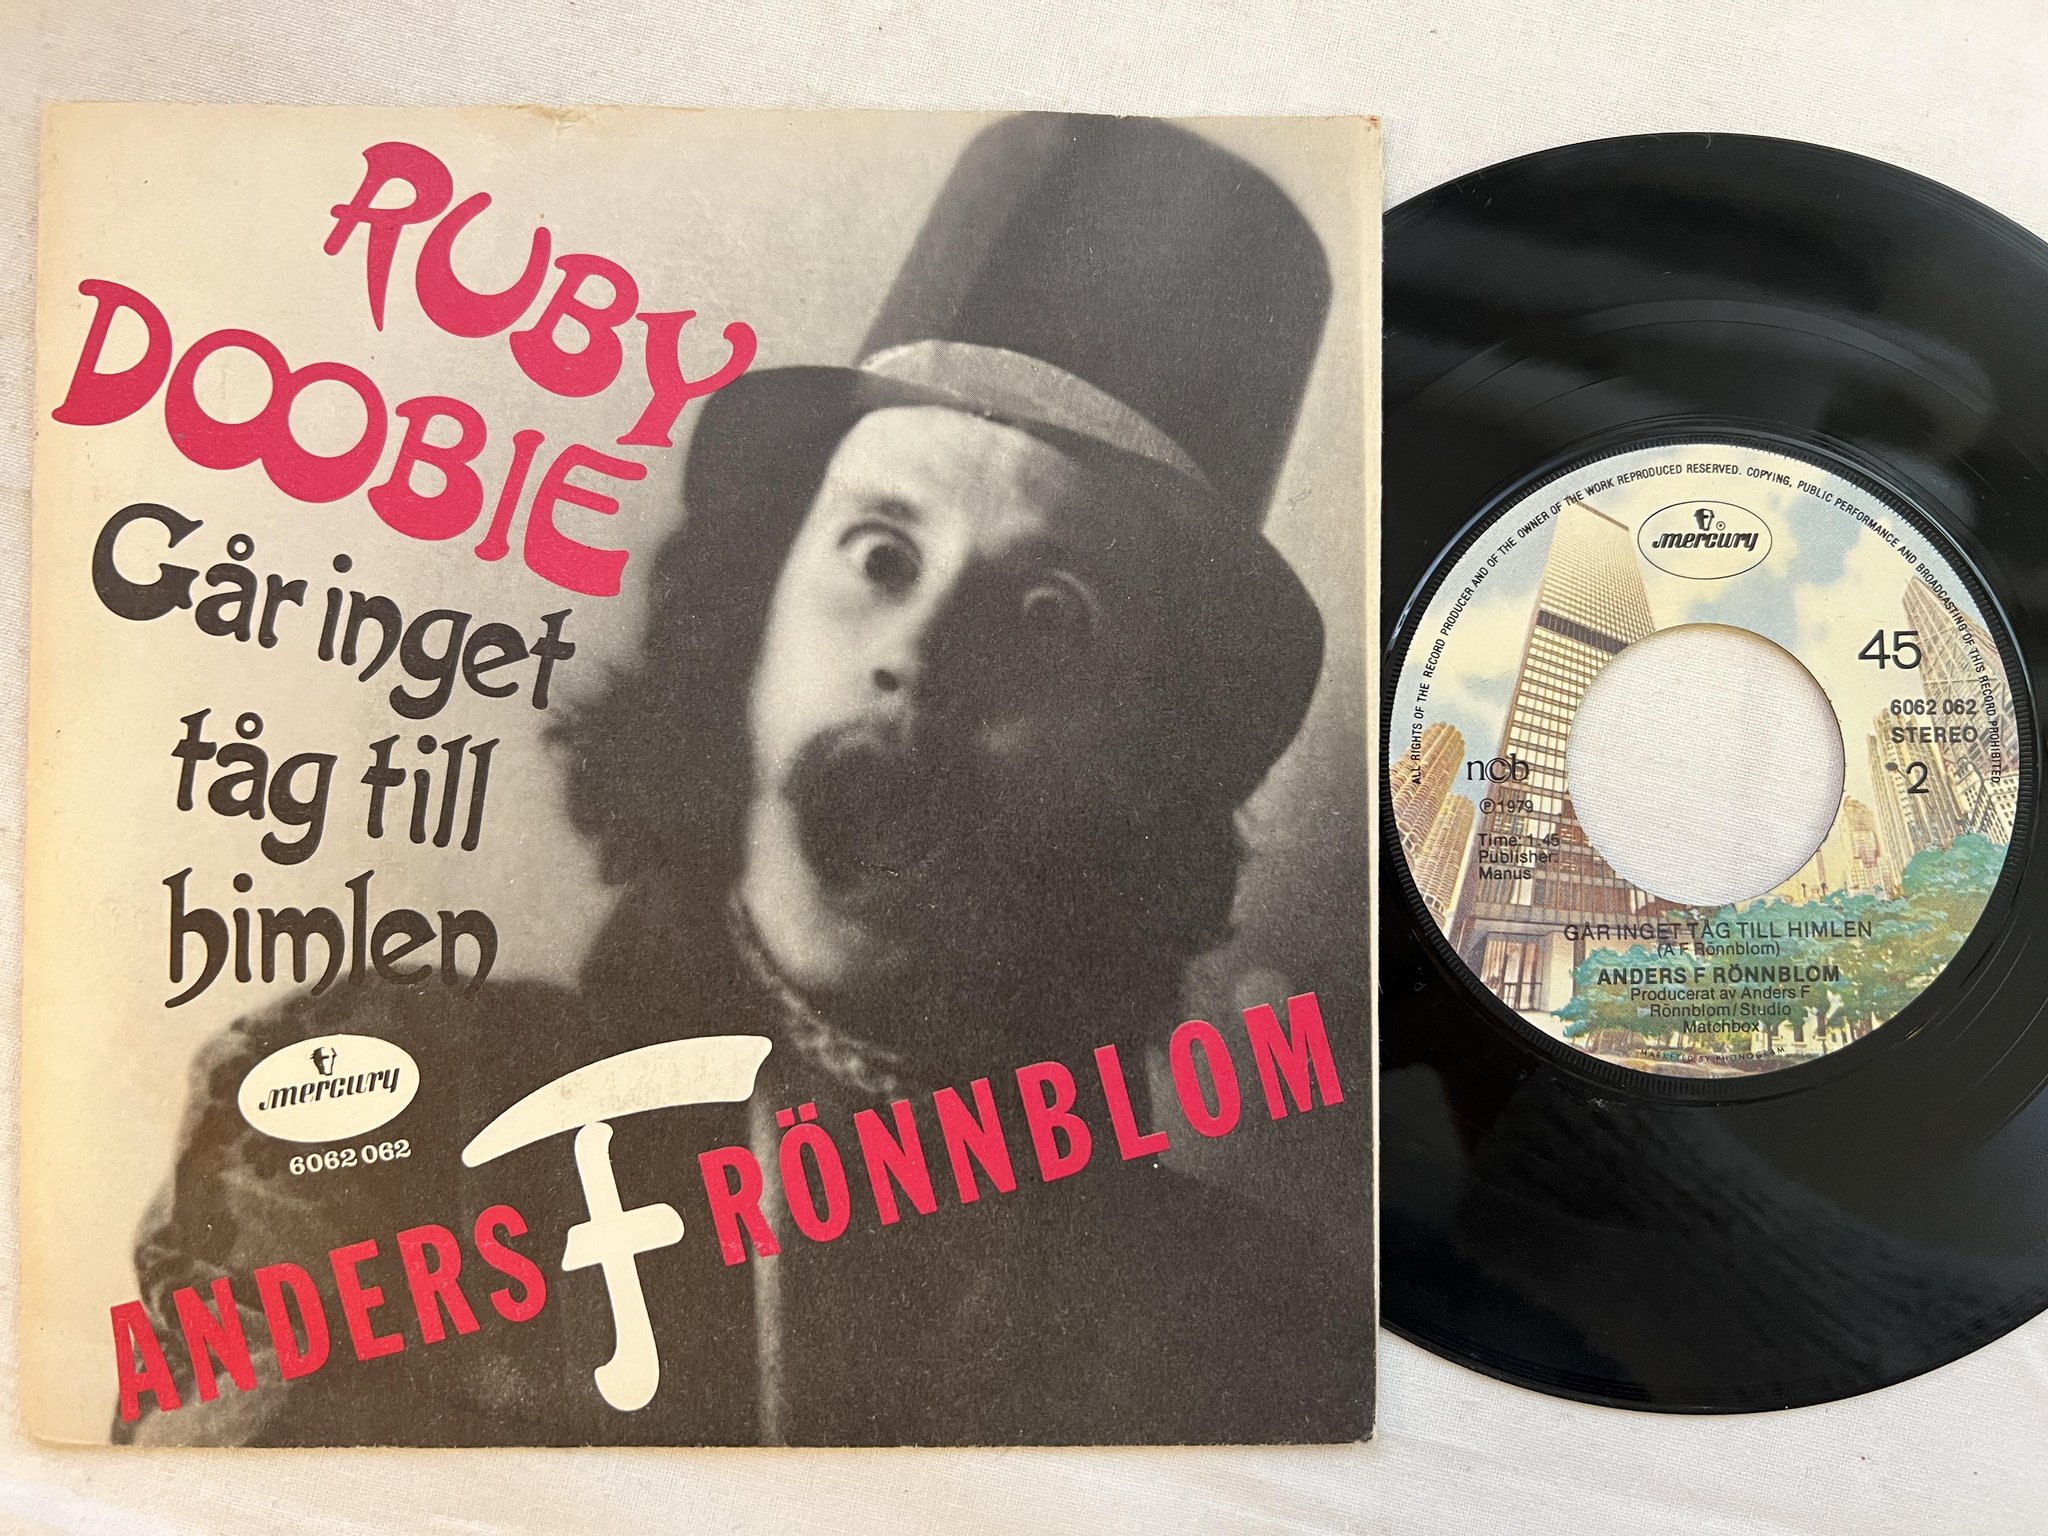 RUBY
DOOBIE
Går inget
tåg till
himlen
mercury
6062 062
ANDERS F RÖNNBLOM
ALL RIGHTS OF THE RECORD PRODUCER AND OF THE OWNER OF THE WORK REPRODUCED RESERVED. COPYING, PUBLIC PERFORMANCE AND BROADCASTING OF THIS RECORD PROHIBITED
mercury
45
6062 062
STEREO
2
ncb
℗ 1979
Time: 1.45
Publisher:
Manus
GÅR INGET TÅG TILL HIMLEN
(A F Rönnblom)
ANDERS F RÖNNBLOM
Producerat av Anders F
Rönnblom/Studio
Matchbox
MARKETED BY PHONOGRAM